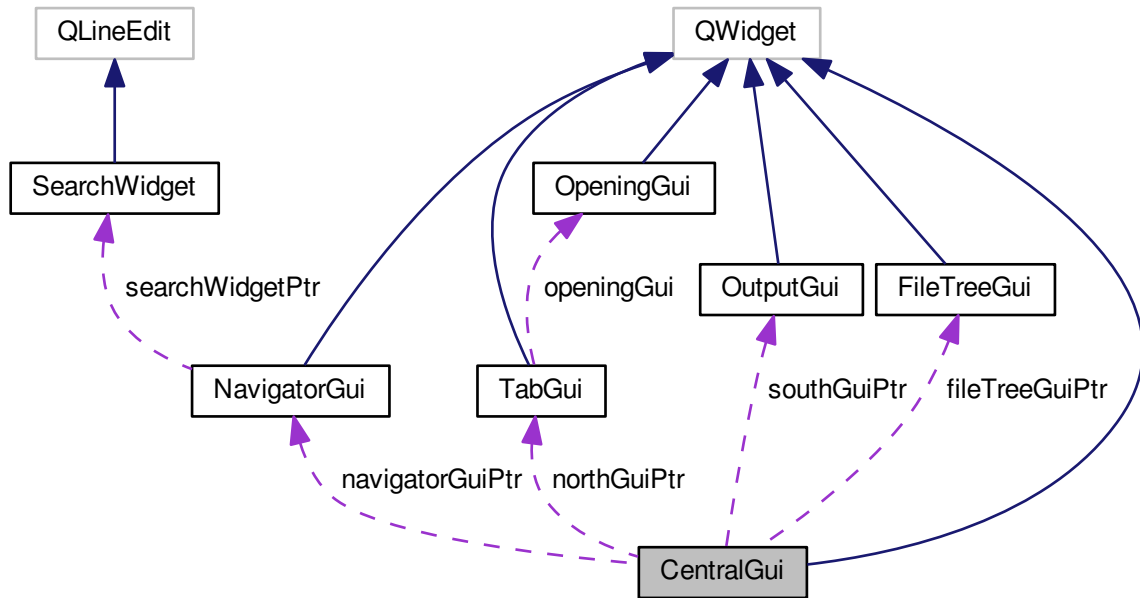 QLineEdit
QWidget
SearchWidget
OpeningGui
searchWidgetPtr
openingGui
OutputGui
FileTreeGui
NavigatorGui
TabGui
southGuiPtr
fileTreeGuiPtr
navigatorGuiPtr
northGuiPtr
CentralGui